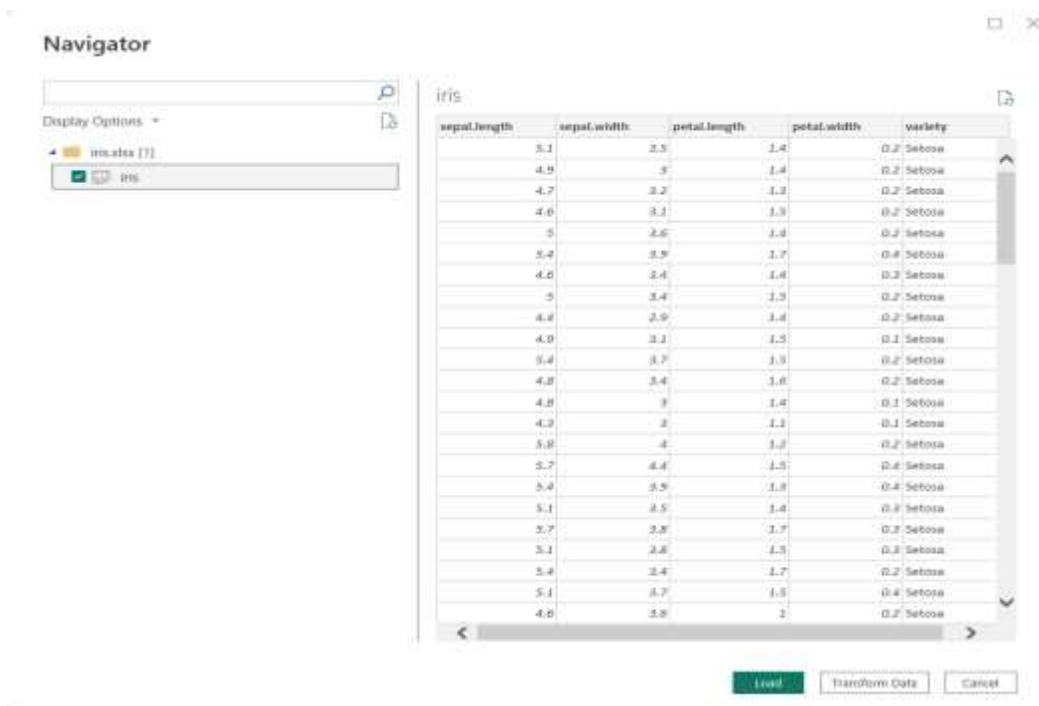 Navigator
Display Options
iris.xlsx [1]
iris
iris
sepal.length sepal.width petal.length petal.width variety
5.1 3.5 1.4 0.2 Setosa
4.9 3 1.4 0.2 Setosa
4.7 3.2 1.3 0.2 Setosa
4.6 3.1 1.5 0.2 Setosa
5 3.6 1.4 0.2 Setosa
5.4 3.9 1.7 0.4 Setosa
4.6 3.4 1.4 0.3 Setosa
5 3.4 1.5 0.2 Setosa
4.4 2.9 1.4 0.2 Setosa
4.9 3.1 1.5 0.1 Setosa
5.4 3.7 1.5 0.2 Setosa
4.8 3.4 1.6 0.2 Setosa
4.8 3 1.4 0.1 Setosa
4.3 3 1.1 0.1 Setosa
5.8 4 1.2 0.2 Setosa
5.7 4.4 1.5 0.4 Setosa
5.4 3.9 1.3 0.4 Setosa
5.1 3.5 1.4 0.3 Setosa
5.7 3.8 1.7 0.3 Setosa
5.1 3.8 1.5 0.3 Setosa
5.4 3.4 1.7 0.2 Setosa
5.1 3.7 1.5 0.4 Setosa
4.6 3.6 1 0.2 Setosa
Load Transform Data Cancel